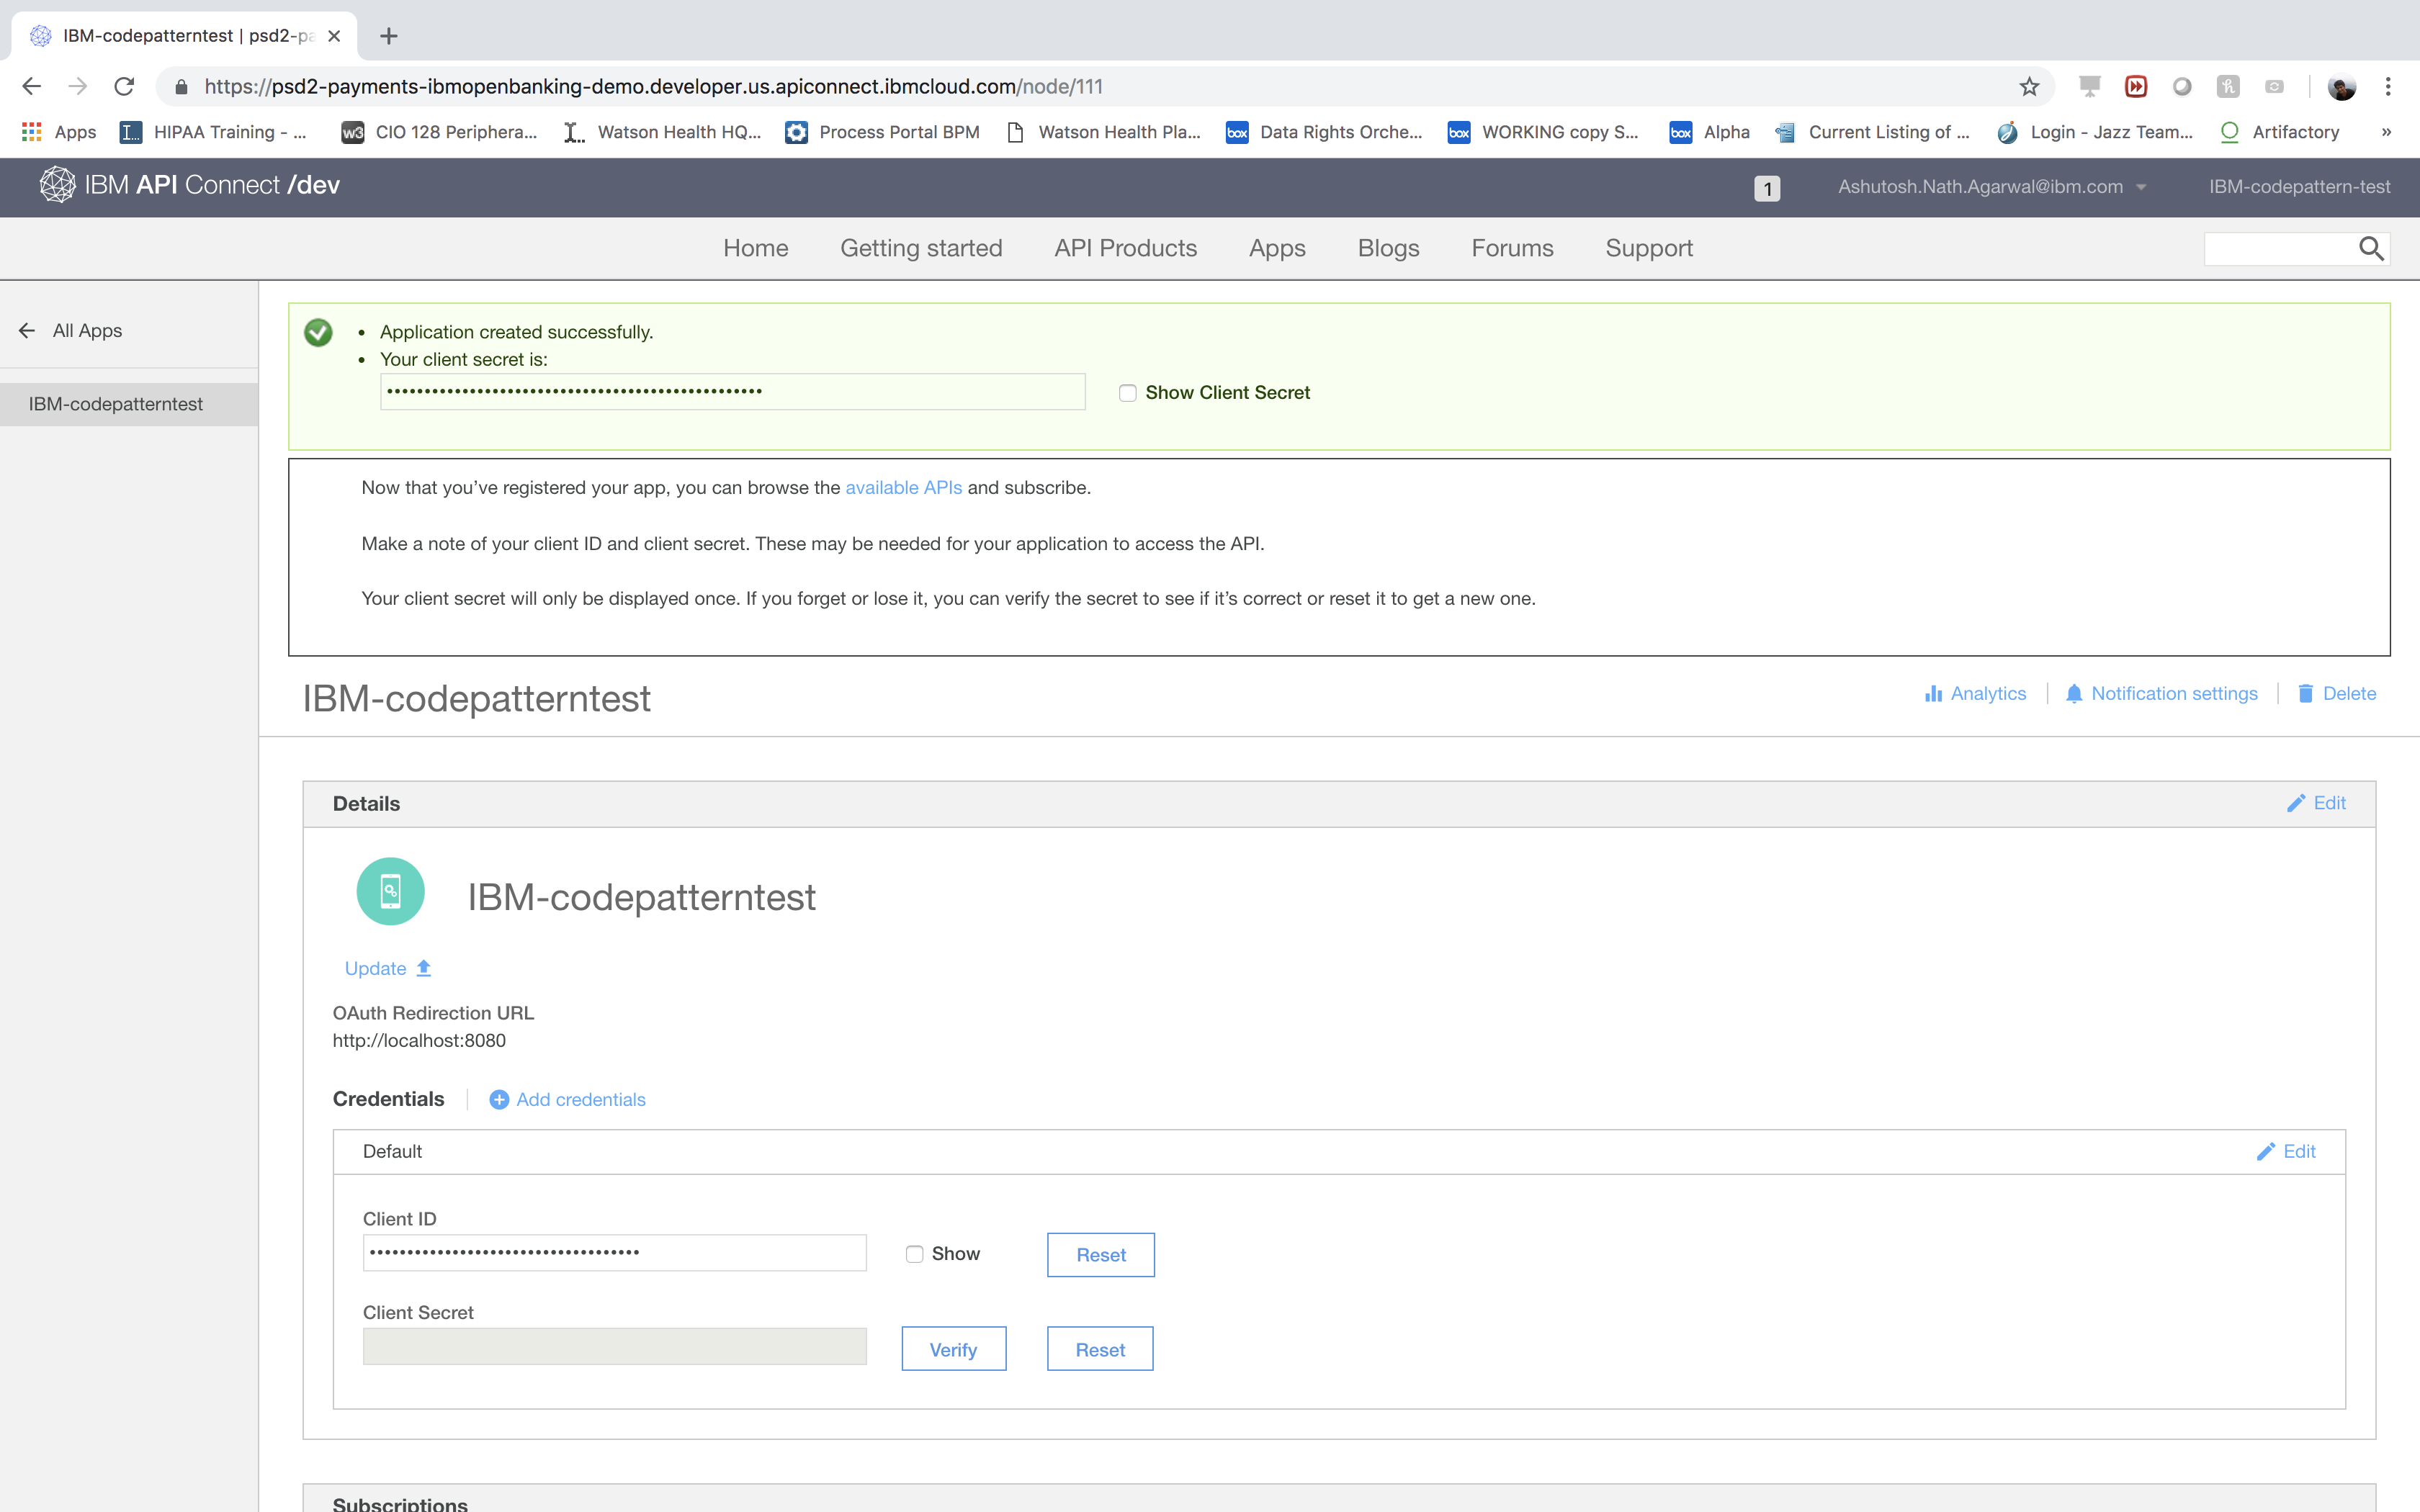 IBM-codepatterntest | psd2-pa
https://psd2-payments-ibmopenbanking-demo.developer.us.apiconnect.ibmcloud.com/node/111
Apps HIPAA Training - ... w3 CIO 128 Periphera... Watson Health HQ... Process Portal BPM Watson Health Pla... box Data Rights Orche... box WORKING copy S... box Alpha Current Listing of ... Login - Jazz Team... Artifactory »
IBM API Connect /dev 1 Ashutosh.Nath.Agarwal@ibm.com IBM-codepattern-test
Home Getting started API Products Apps Blogs Forums Support
All Apps
IBM-codepatterntest
• Application created successfully.
• Your client secret is:
Show Client Secret
Now that you’ve registered your app, you can browse the available APIs and subscribe.
Make a note of your client ID and client secret. These may be needed for your application to access the API.
Your client secret will only be displayed once. If you forget or lose it, you can verify the secret to see if it’s correct or reset it to get a new one.
IBM-codepatterntest Analytics Notification settings Delete
Details Edit
IBM-codepatterntest
Update
OAuth Redirection URL
http://localhost:8080
Credentials Add credentials
Default Edit
Client ID
Show Reset
Client Secret
Verify Reset
Subscriptions